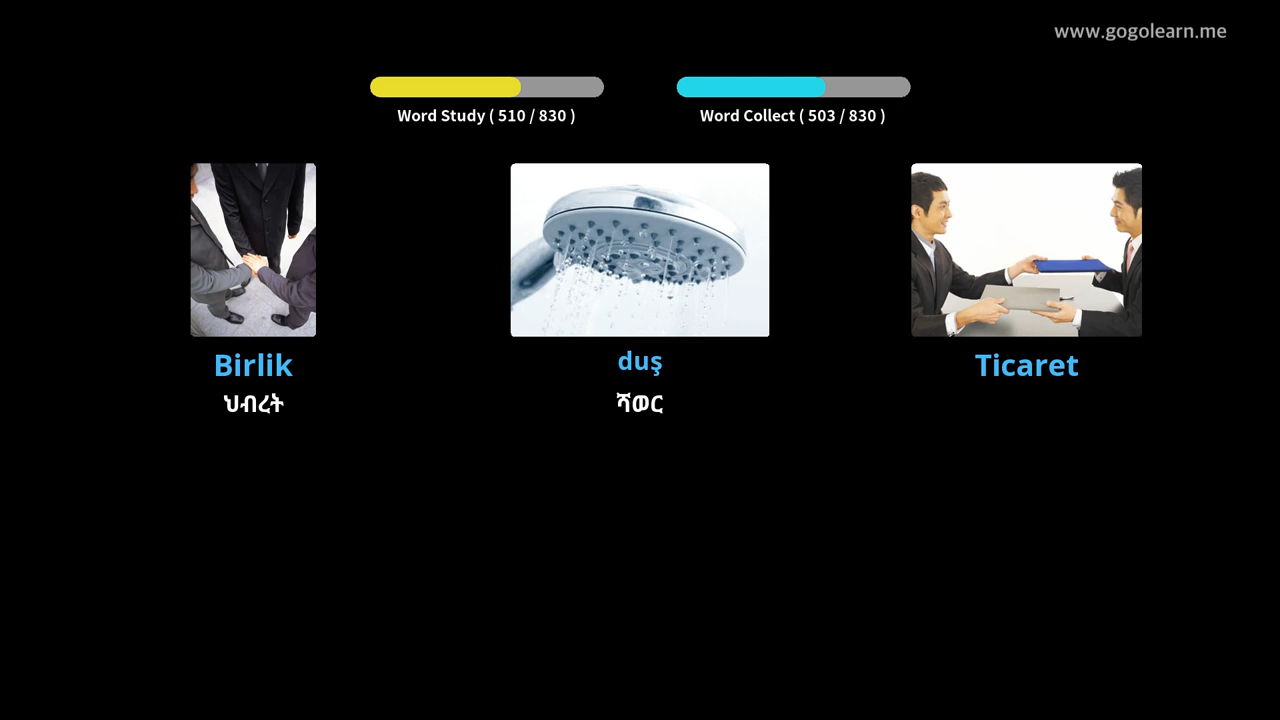 www.gogolearn.me
Word Study ( 510 / 830 )
Word Collect ( 503 / 830 )
Birlik
duş
Ticaret
ህብረት
ሻወር